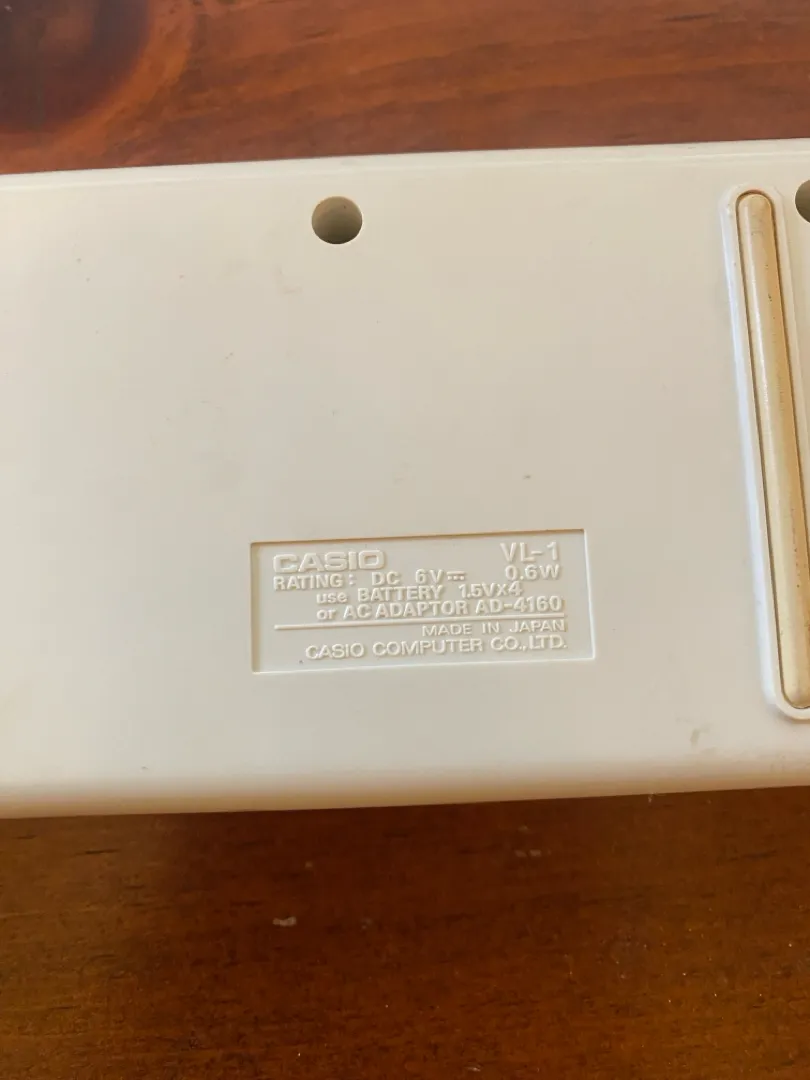 CASIO VL-1
RATING: DC 6V⎓ 0.6W
use BATTERY 1.5V×4
or AC ADAPTOR AD-4160
MADE IN JAPAN
CASIO COMPUTER CO.,LTD.